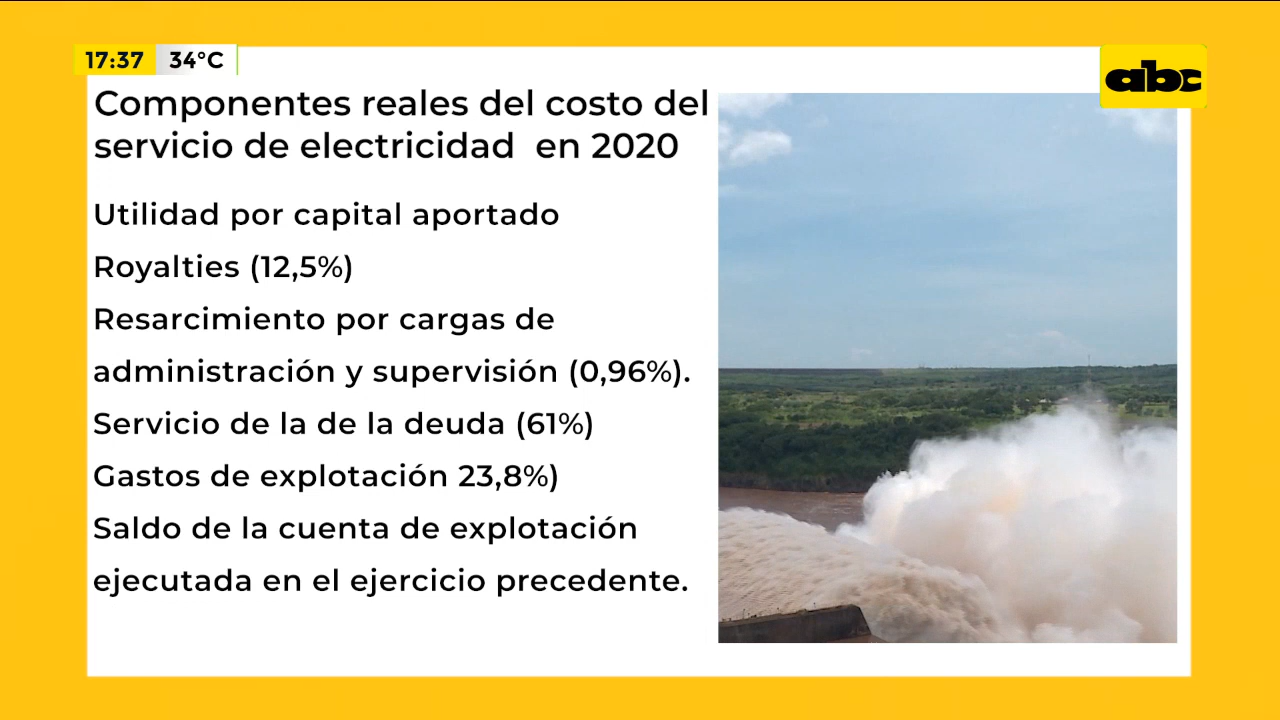 17:37 34°C
abc
Componentes reales del costo del
servicio de electricidad en 2020
Utilidad por capital aportado
Royalties (12,5%)
Resarcimiento por cargas de
administración y supervisión (0,96%).
Servicio de la de la deuda (61%)
Gastos de explotación 23,8%)
Saldo de la cuenta de explotación
ejecutada en el ejercicio precedente.